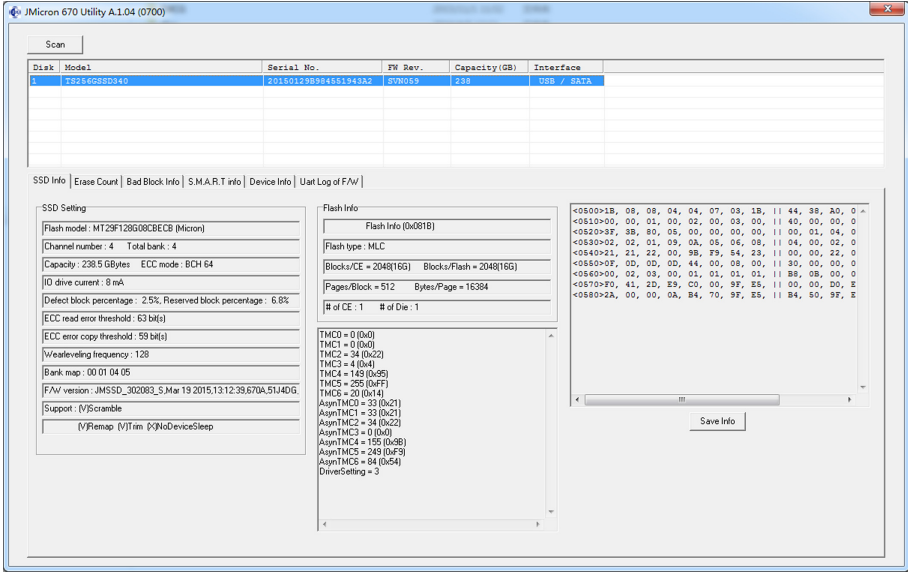 JMicron 670 Utility A.1.04 (0700)
Scan
Disk Model Serial No. FW Rev. Capacity(GB) Interface
1 TS256GSSD340 20150129B984551943A2 SVN059 238 USB / SATA
SSD Info Erase Count Bad Block Info S.M.A.R.T info Device Info Uart Log of F/W
SSD Setting
Flash model : MT29F128G08CBECB (Micron)
Channel number : 4 Total bank : 4
Capacity : 238.5 GBytes ECC mode : BCH 64
IO drive current : 8 mA
Defect block percentage : 2.5%, Reserved block percentage : 6.8%
ECC read error threshold : 63 bit(s)
ECC error copy threshold : 59 bit(s)
Wearleveling frequency : 128
Bank map : 00 01 04 05
F/W version : JMSSD_302083_S,Mar 19 2015,13:12:39,670A,51J4DG,
Support : (V)Scramble
(V)Remap (V)Trim (X)NoDeviceSleep
Flash Info
Flash Info (0x081B)
Flash type : MLC
Blocks/CE = 2048(16G) Blocks/Flash = 2048(16G)
Pages/Block = 512 Bytes/Page = 16384
# of CE : 1 # of Die : 1
TMC0 = 0 (0x0)
TMC1 = 0 (0x0)
TMC2 = 34 (0x22)
TMC3 = 4 (0x4)
TMC4 = 149 (0x95)
TMC5 = 255 (0xFF)
TMC6 = 20 (0x14)
AsynTMC0 = 33 (0x21)
AsynTMC1 = 33 (0x21)
AsynTMC2 = 34 (0x22)
AsynTMC3 = 0 (0x0)
AsynTMC4 = 155 (0x9B)
AsynTMC5 = 249 (0xF9)
AsynTMC6 = 84 (0x54)
DriverSetting = 3
<0500>1B, 08, 08, 04, 04, 07, 03, 1B, || 44, 38, A0, 0
<0510>00, 00, 01, 00, 02, 00, 03, 00, || 40, 00, 00, 0
<0520>3F, 3B, 80, 05, 00, 00, 00, 00, || 00, 01, 04, 0
<0530>02, 02, 01, 09, 0A, 05, 06, 08, || 04, 00, 02, 0
<0540>21, 21, 22, 00, 9B, F9, 54, 23, || 00, 00, 22, 0
<0550>0F, 0D, 0D, 0D, 44, 00, 08, 00, || 30, 00, 00, 0
<0560>00, 02, 03, 00, 01, 01, 01, 01, || B8, 0B, 00, 0
<0570>F0, 41, 2D, E9, C0, 00, 9F, E5, || 00, 00, D0, E
<0580>2A, 00, 00, 0A, B4, 70, 9F, E5, || B4, 50, 9F, E
Save Info